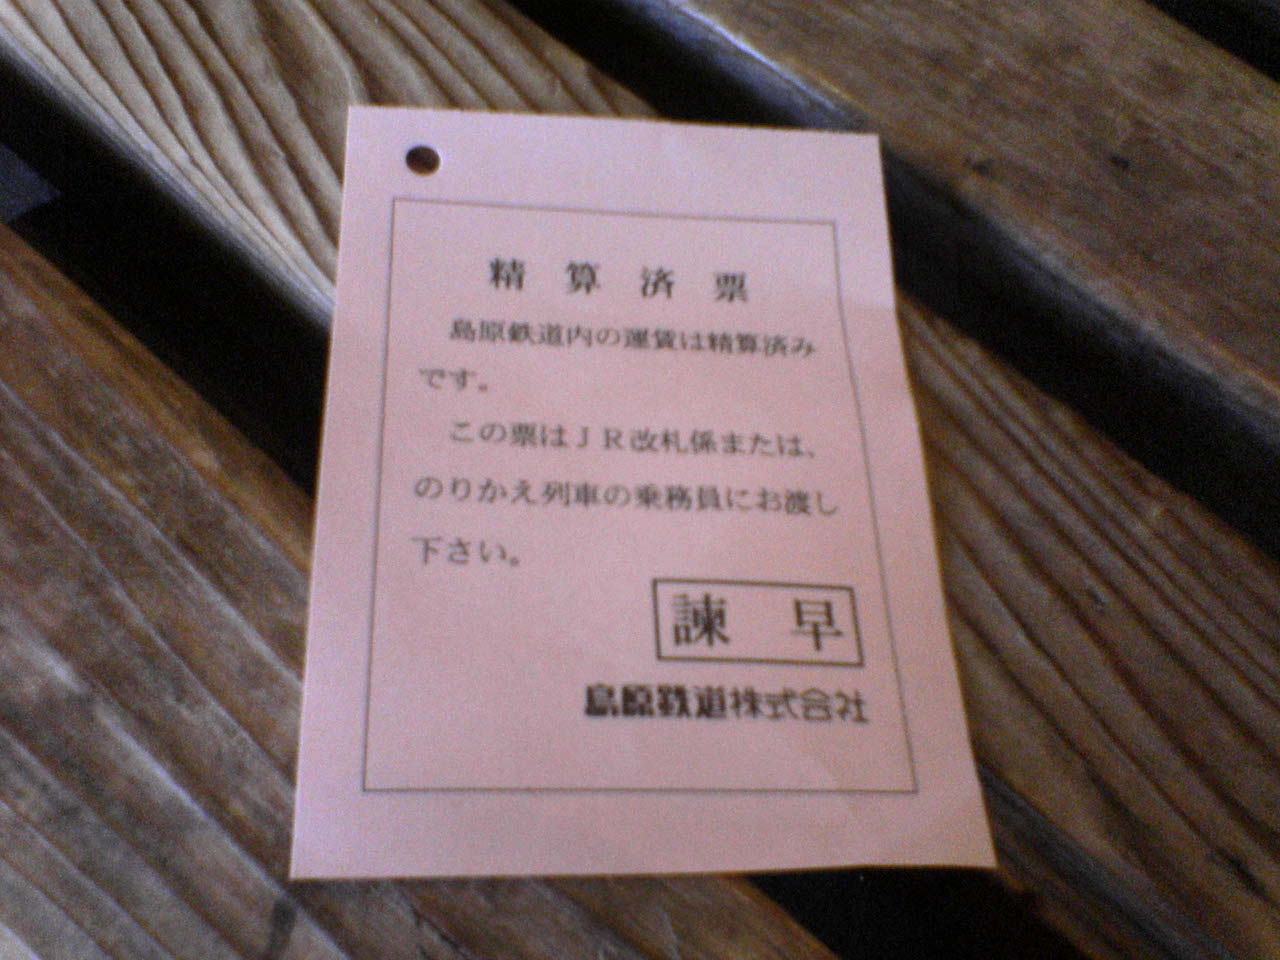 精算済票
島原鉄道内の運賃は精算済み
です。
この票はＪＲ改札係または、
のりかえ列車の乗務員にお渡し
下さい。
諫早
島原鉄道株式会社